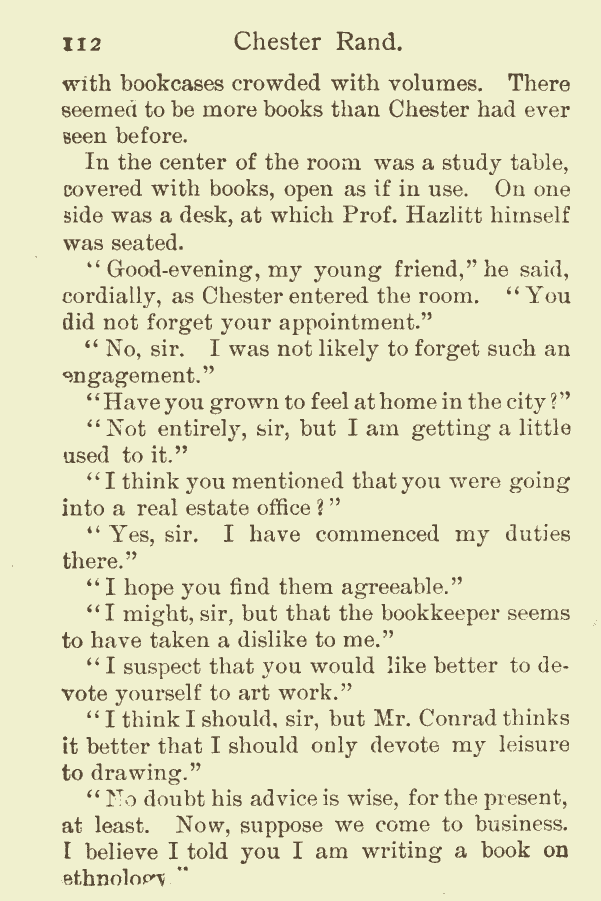 112 Chester Rand.
with bookcases crowded with volumes. There
seemed to be more books than Chester had ever
seen before.
In the center of the room was a study table,
covered with books, open as if in use. On one
side was a desk, at which Prof. Hazlitt himself
was seated.
“Good-evening, my young friend,” he said,
cordially, as Chester entered the room. “You
did not forget your appointment.”
“No, sir. I was not likely to forget such an
engagement.”
“Have you grown to feel at home in the city?”
“Not entirely, sir, but I am getting a little
used to it.”
“I think you mentioned that you were going
into a real estate office?”
“Yes, sir. I have commenced my duties
there.”
“I hope you find them agreeable.”
“I might, sir, but that the bookkeeper seems
to have taken a dislike to me.”
“I suspect that you would like better to de-
vote yourself to art work.”
“I think I should, sir, but Mr. Conrad thinks
it better that I should only devote my leisure
to drawing.”
“No doubt his advice is wise, for the present,
at least. Now, suppose we come to business.
I believe I told you I am writing a book on
ethnology”